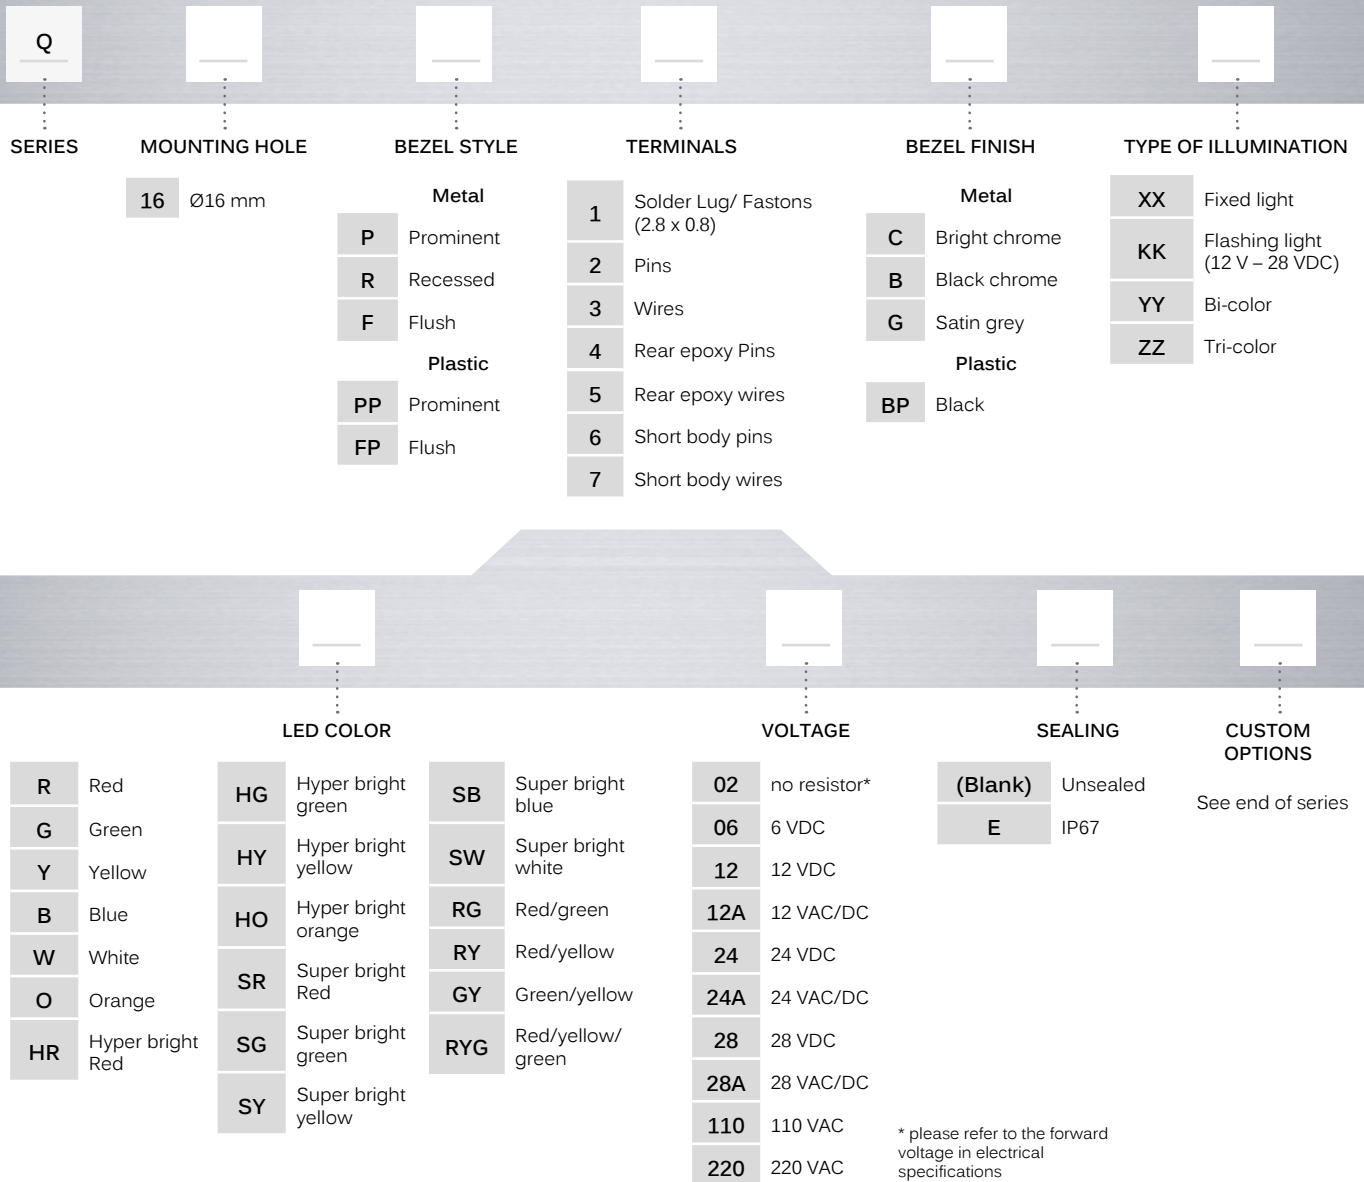 Q
SERIES
MOUNTING HOLE
16 Ø16 mm
BEZEL STYLE
Metal
P Prominent
R Recessed
F Flush
Plastic
PP Prominent
FP Flush
TERMINALS
1 Solder Lug/ Fastons
(2.8 x 0.8)
2 Pins
3 Wires
4 Rear epoxy Pins
5 Rear epoxy wires
6 Short body pins
7 Short body wires
BEZEL FINISH
Metal
C Bright chrome
B Black chrome
G Satin grey
Plastic
BP Black
TYPE OF ILLUMINATION
XX Fixed light
KK Flashing light
(12 V – 28 VDC)
YY Bi-color
ZZ Tri-color
LED COLOR
R Red
G Green
Y Yellow
B Blue
W White
O Orange
HR Hyper bright
Red
HG Hyper bright
green
HY Hyper bright
yellow
HO Hyper bright
orange
SR Super bright
Red
SG Super bright
green
SY Super bright
yellow
SB Super bright
blue
SW Super bright
white
RG Red/green
RY Red/yellow
GY Green/yellow
RYG Red/yellow/
green
VOLTAGE
02 no resistor*
06 6 VDC
12 12 VDC
12A 12 VAC/DC
24 24 VDC
24A 24 VAC/DC
28 28 VDC
28A 28 VAC/DC
110 110 VAC
220 220 VAC
* please refer to the forward
voltage in electrical
specifications
SEALING
(Blank) Unsealed
E IP67
CUSTOM
OPTIONS
See end of series